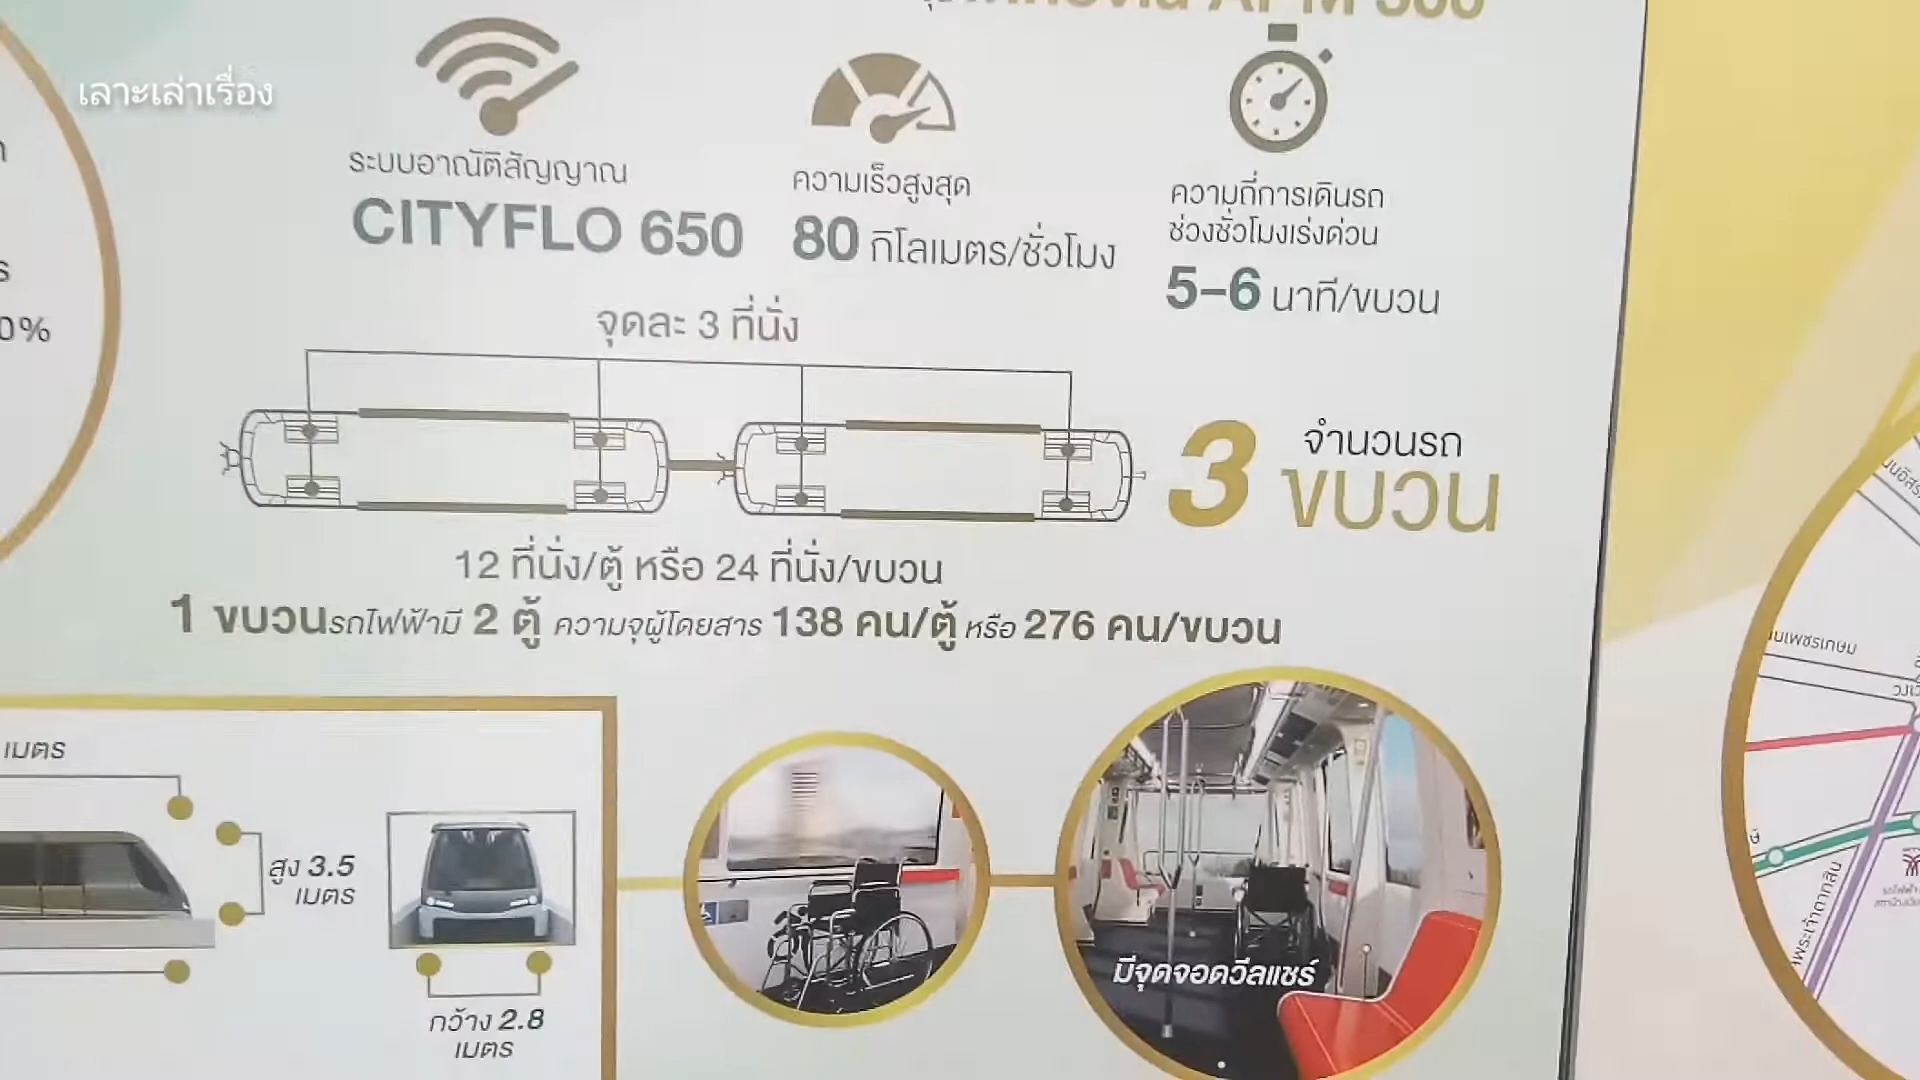 เลาะเล่าเรื่อง
0%
ระบบอาณัติสัญญาณ
CITYFLO 650
ความเร็วสูงสุด
80 กิโลเมตร/ชั่วโมง
ความถี่การเดินรถ
ช่วงชั่วโมงเร่งด่วน
5-6 นาที/ขบวน
จุดละ 3 ที่นั่ง
จำนวนรถ
3 ขบวน
12 ที่นั่ง/ตู้ หรือ 24 ที่นั่ง/ขบวน
1 ขบวนรถไฟฟ้ามี 2 ตู้ ความจุผู้โดยสาร 138 คน/ตู้ หรือ 276 คน/ขบวน
เมตร
สูง 3.5
เมตร
กว้าง 2.8
เมตร
มีจุดจอดวีลแชร์